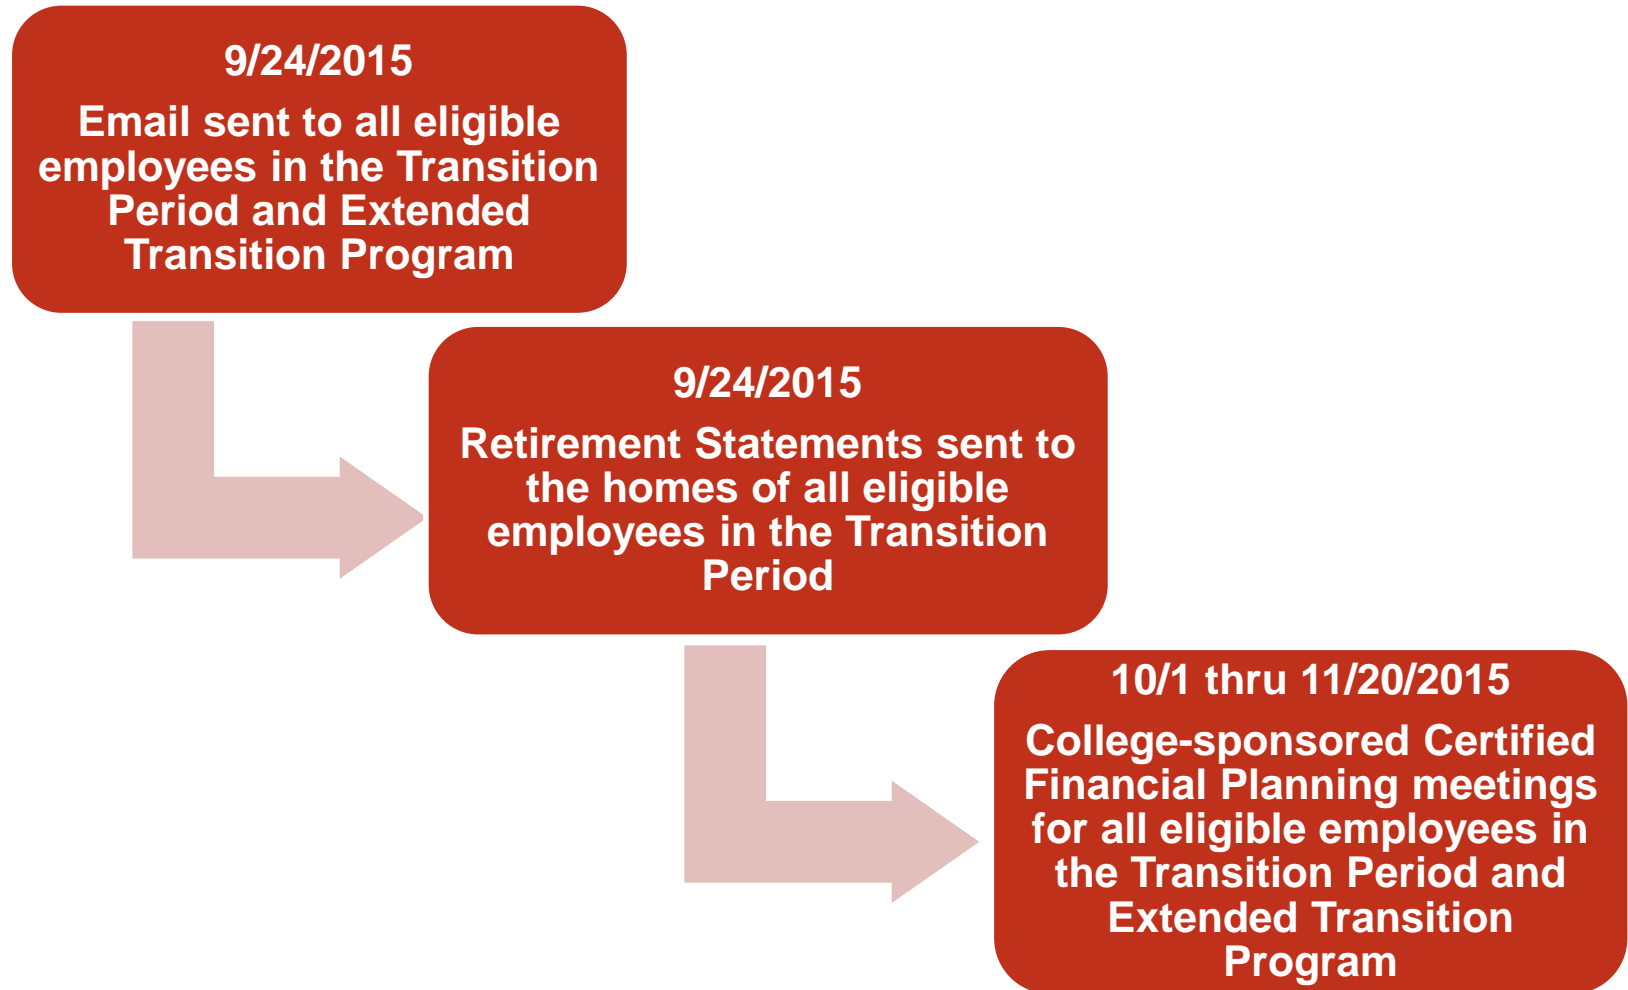 9/24/2015
Email sent to all eligible
employees in the Transition
Period and Extended
Transition Program
9/24/2015
Retirement Statements sent to
the homes of all eligible
employees in the Transition
Period
10/1 thru 11/20/2015
College-sponsored Certified
Financial Planning meetings
for all eligible employees in
the Transition Period and
Extended Transition
Program